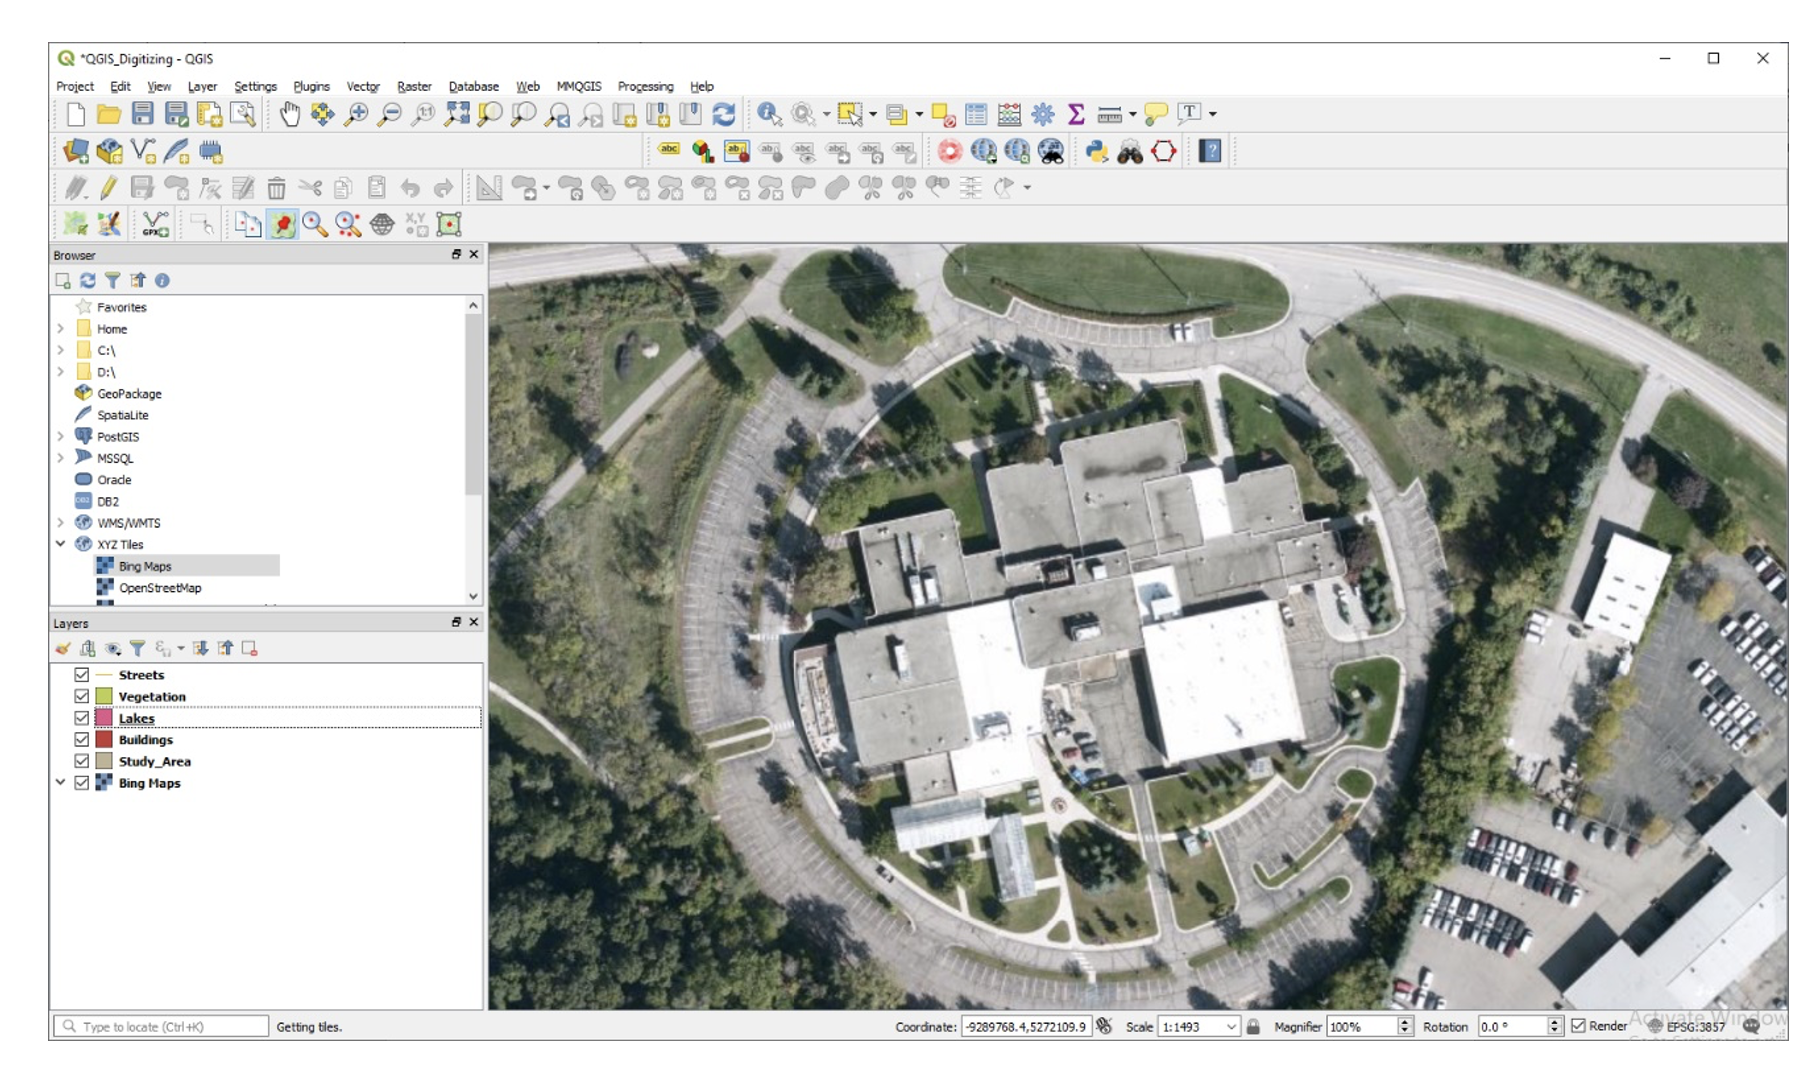 *QGIS_Digitizing - QGIS
Project Edit View Layer Settings Plugins Vector Raster Database Web MMQGIS Processing Help
Browser
Favorites
Home
C:\
D:\
GeoPackage
SpatiaLite
PostGIS
MSSQL
Oracle
DB2
WMS/WMTS
XYZ Tiles
Bing Maps
OpenStreetMap
Layers
Streets
Vegetation
Lakes
Buildings
Study_Area
Bing Maps
Type to locate (Ctrl+K) Getting tiles. Coordinate: -9289768.4,5272109.9 Scale 1:1493 Magnifier 100% Rotation 0.0 ° Render EPSG:3857